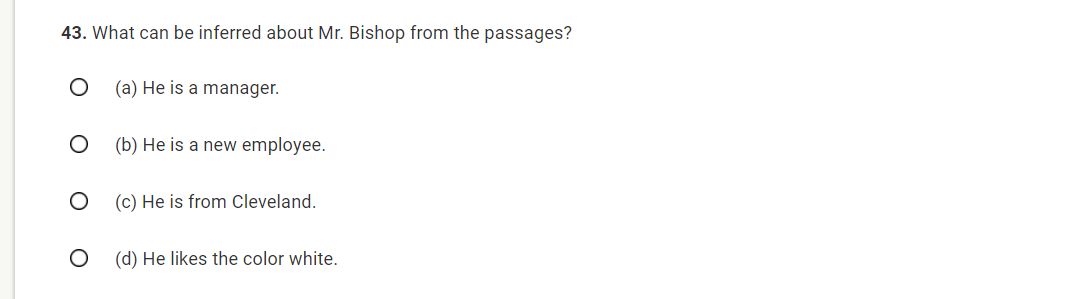 43. What can be inferred about Mr. Bishop from the passages?
(a) He is a manager.
(b) He is a new employee.
(c) He is from Cleveland.
(d) He likes the color white.